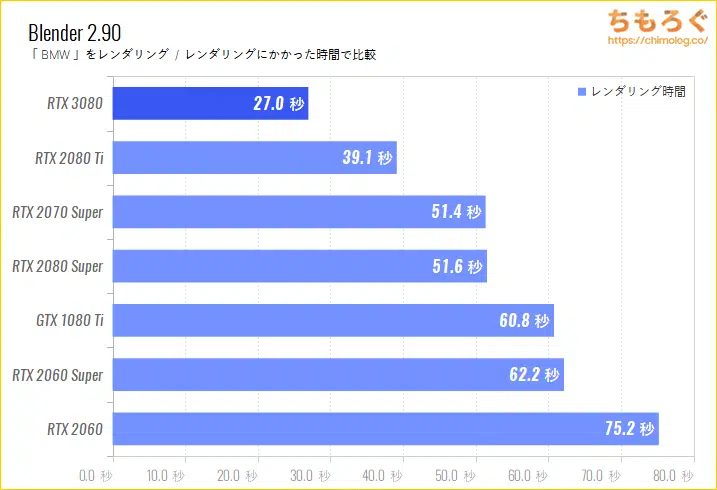 ちもろぐ
https://chimolog.co/
Blender 2.90
「 BMW 」をレンダリング / レンダリングにかかった時間で比較
レンダリング時間
RTX 3080 27.0 秒
RTX 2080 Ti 39.1 秒
RTX 2070 Super 51.4 秒
RTX 2080 Super 51.6 秒
GTX 1080 Ti 60.8 秒
RTX 2060 Super 62.2 秒
RTX 2060 75.2 秒
0.0 秒 10.0 秒 20.0 秒 30.0 秒 40.0 秒 50.0 秒 60.0 秒 70.0 秒 80.0 秒